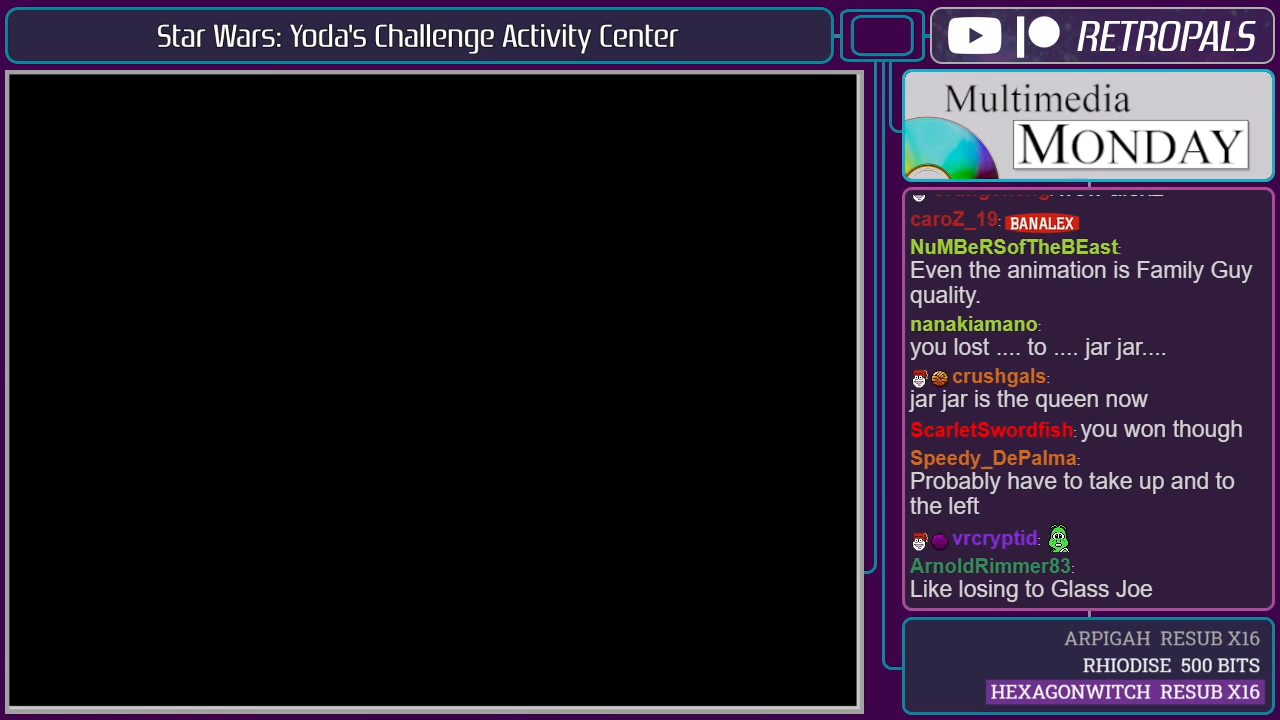 Star Wars: Yoda's Challenge Activity Center
RETROPALS
Multimedia
MONDAY
caroZ_19: BANALEX
NuMBeRSofTheBEast:
Even the animation is Family Guy
quality.
nanakiamano:
you lost .... to .... jar jar....
crushgals:
jar jar is the queen now
ScarletSwordfish: you won though
Speedy_DePalma:
Probably have to take up and to
the left
vrcryptid:
ArnoldRimmer83:
Like losing to Glass Joe
ARPIGAH RESUB X16
RHIODISE 500 BITS
HEXAGONWITCH RESUB X16